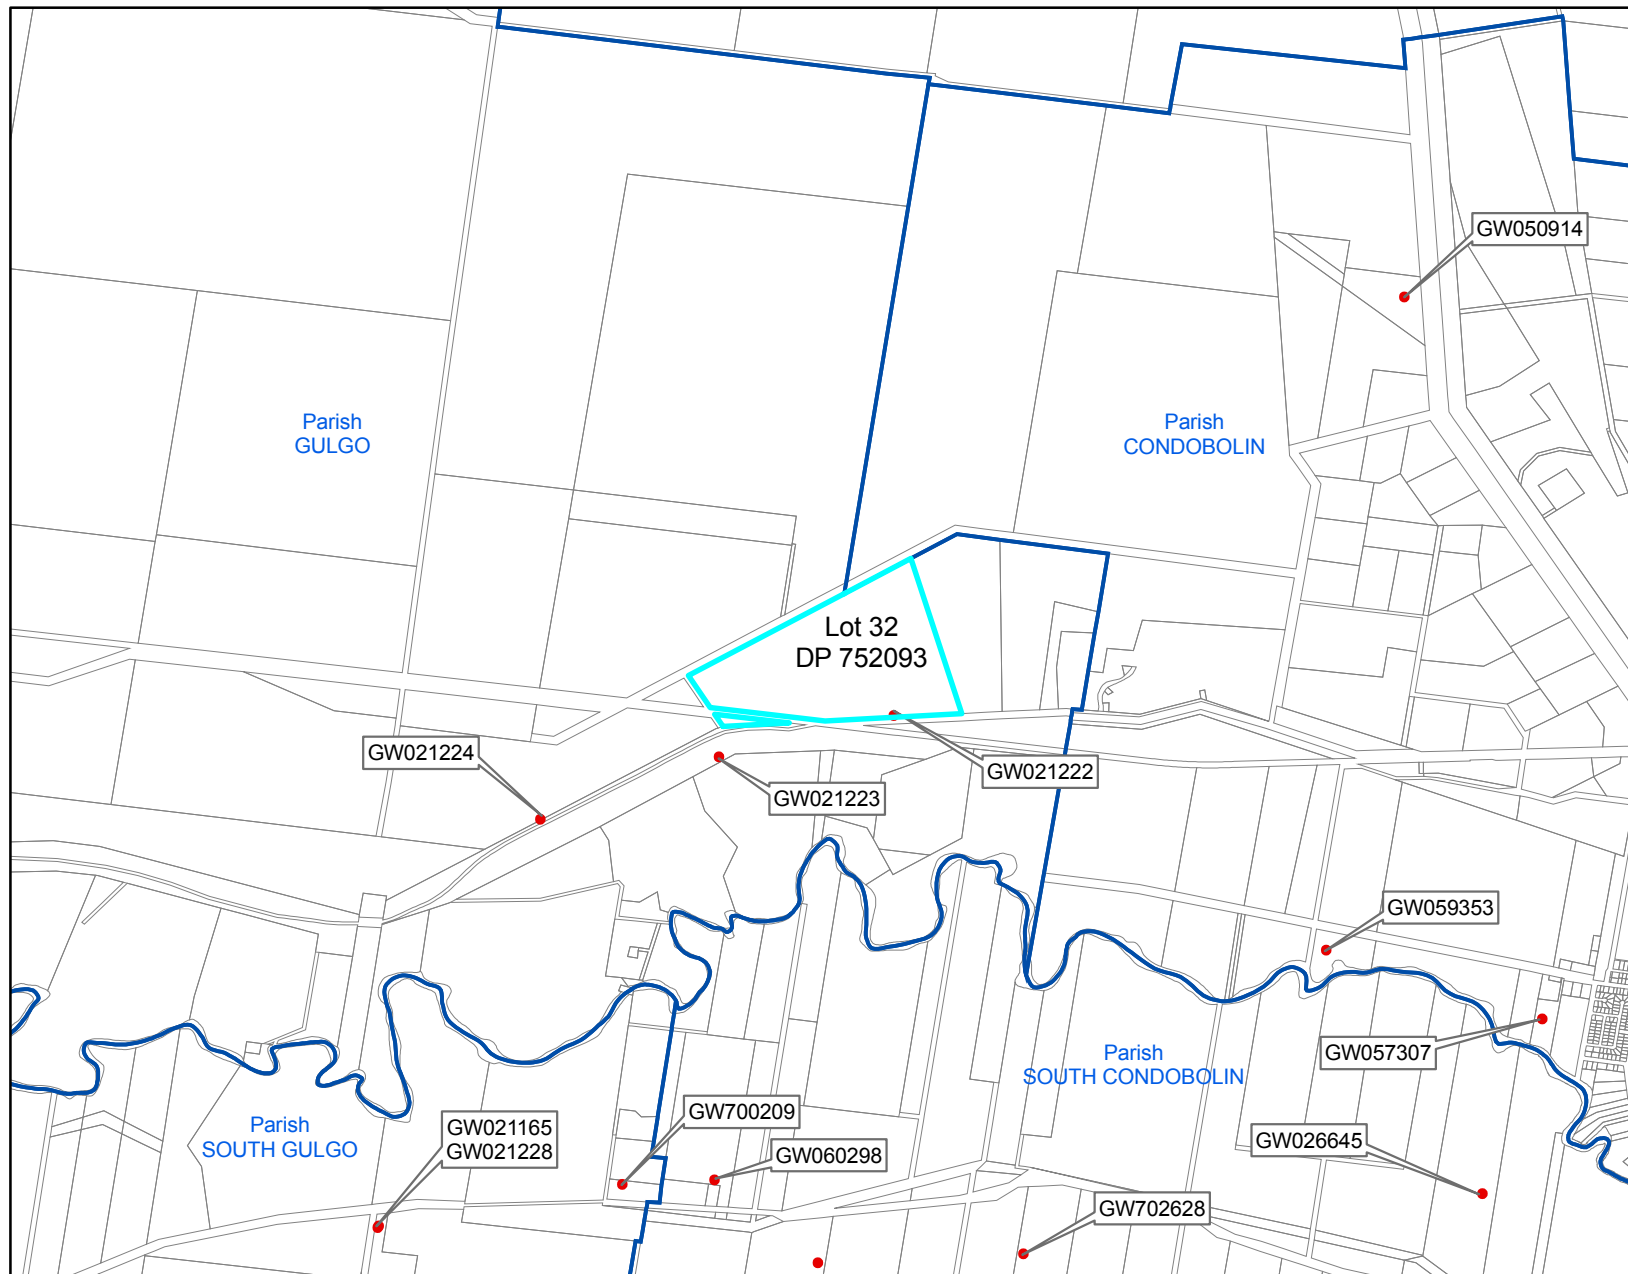 GW050914
Parish
GULGO
Parish
CONDOBOLIN
Lot 32
DP 752093
GW021224
GW021222
GW021223
GW059353
GW057307
Parish
SOUTH CONDOBOLIN
GW700209
GW021165
GW021228
Parish
SOUTH GULGO
GW026645
GW060298
GW702628